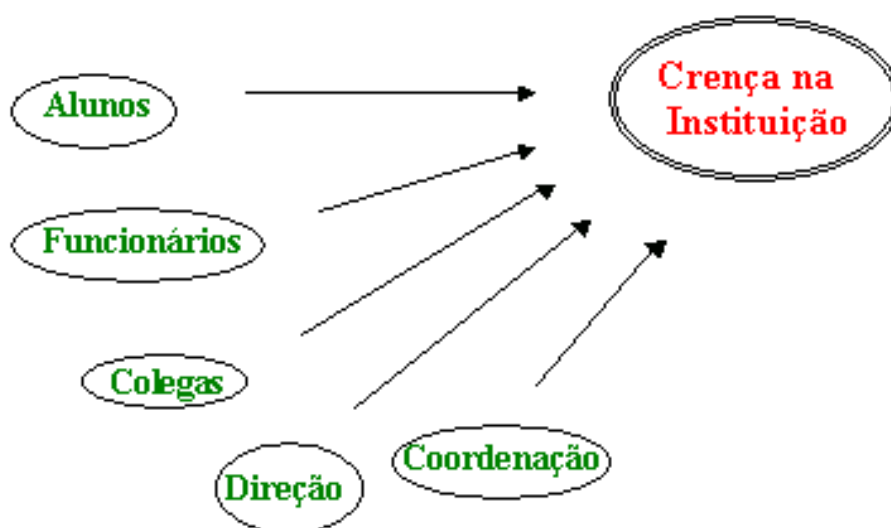 Alunos
Crença na
Instituição
Funcionários
Colegas
Direção
Coordenação